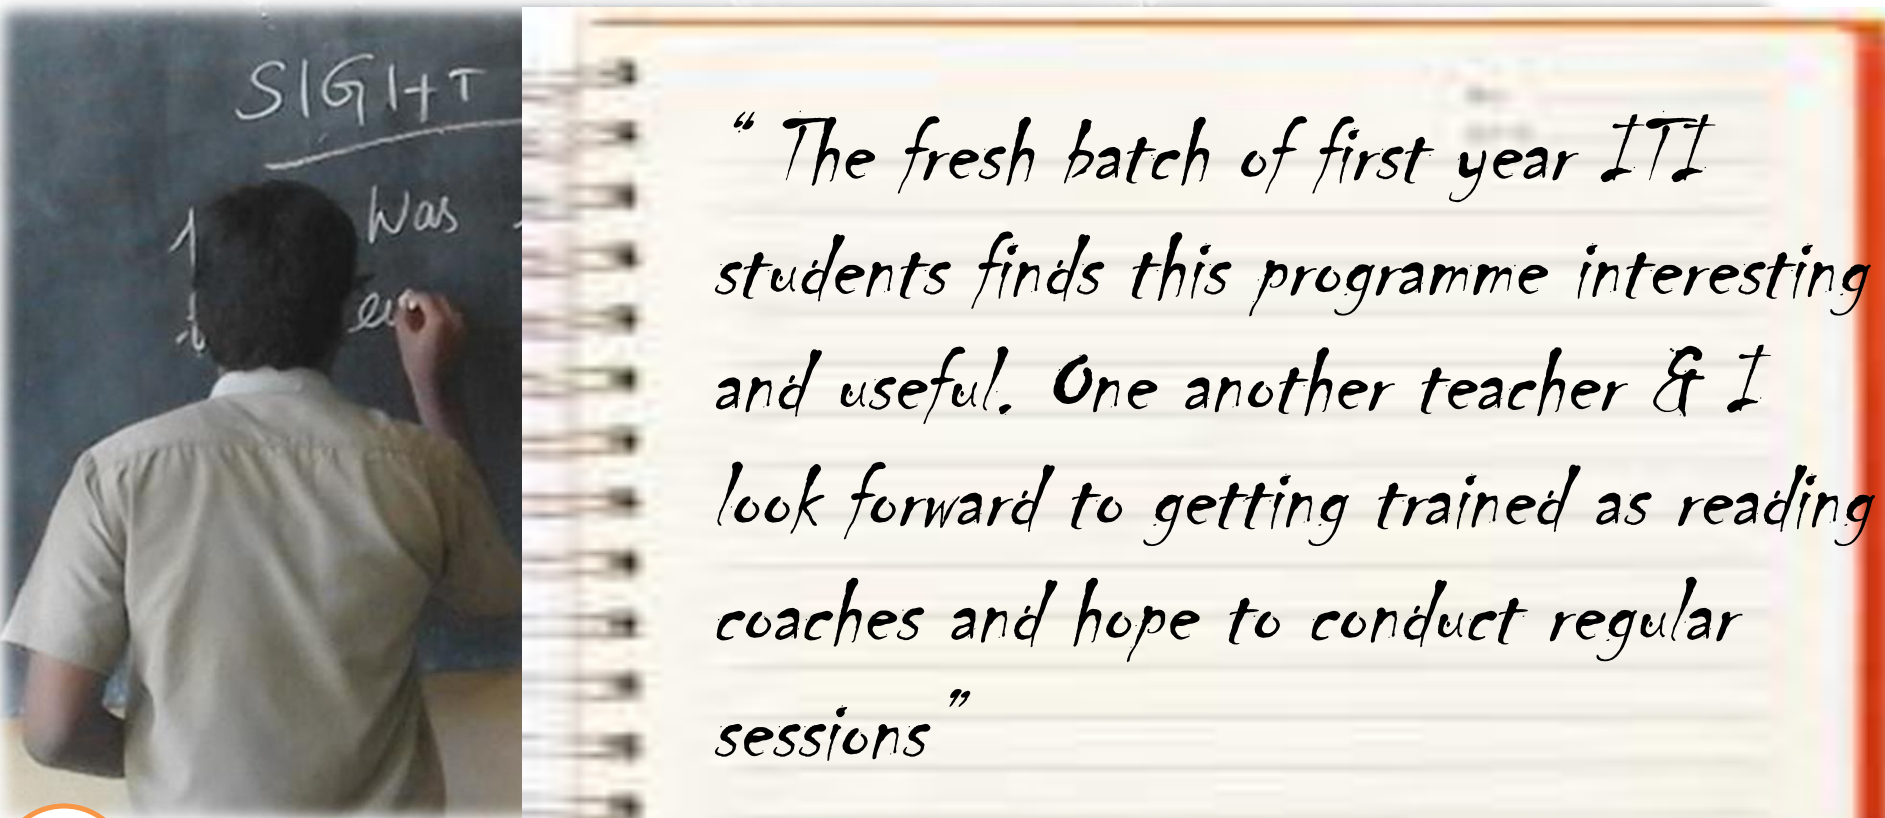 SIGHT
Was
“ The fresh batch of first year ITI
students finds this programme interesting
and useful. One another teacher & I
look forward to getting trained as reading
coaches and hope to conduct regular
sessions”